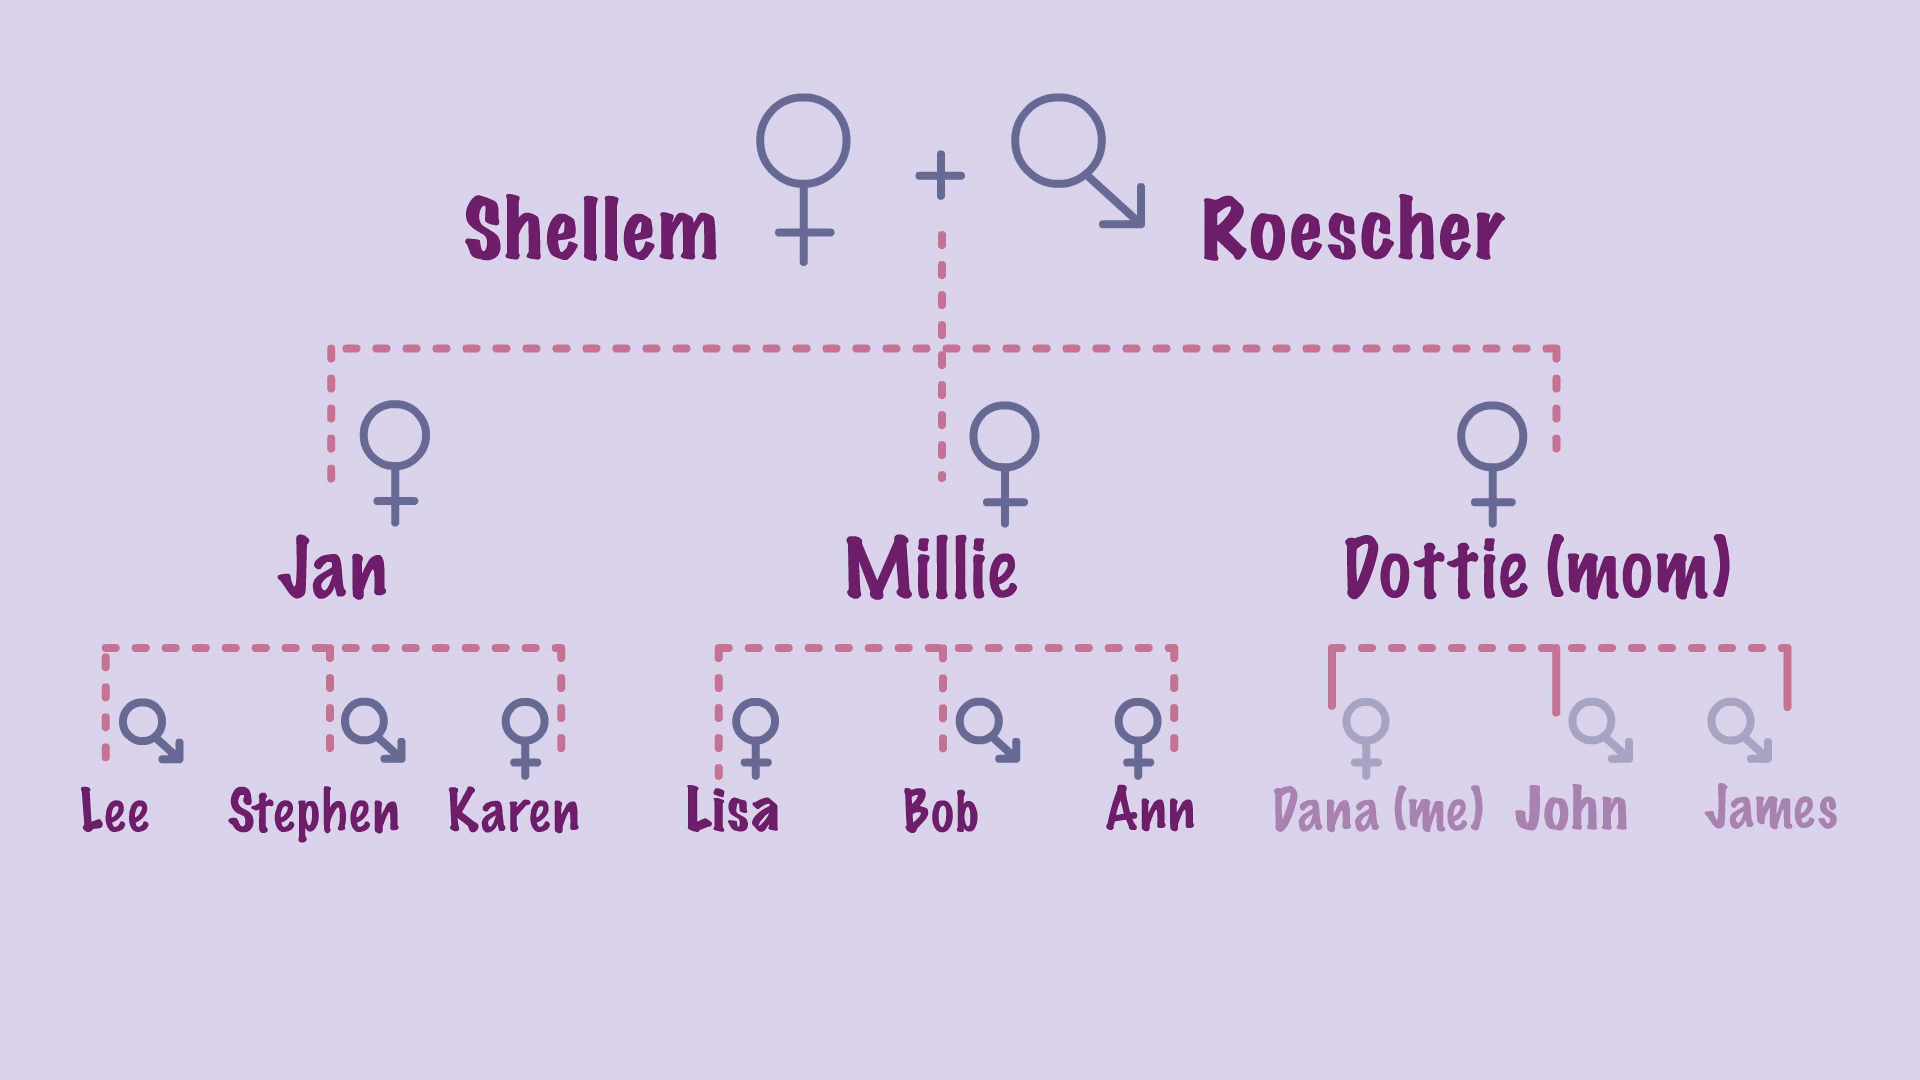 Shellem + Roescher
Jan Millie Dottie (mom)
Lee Stephen Karen Lisa Bob Ann Dana (me) John James